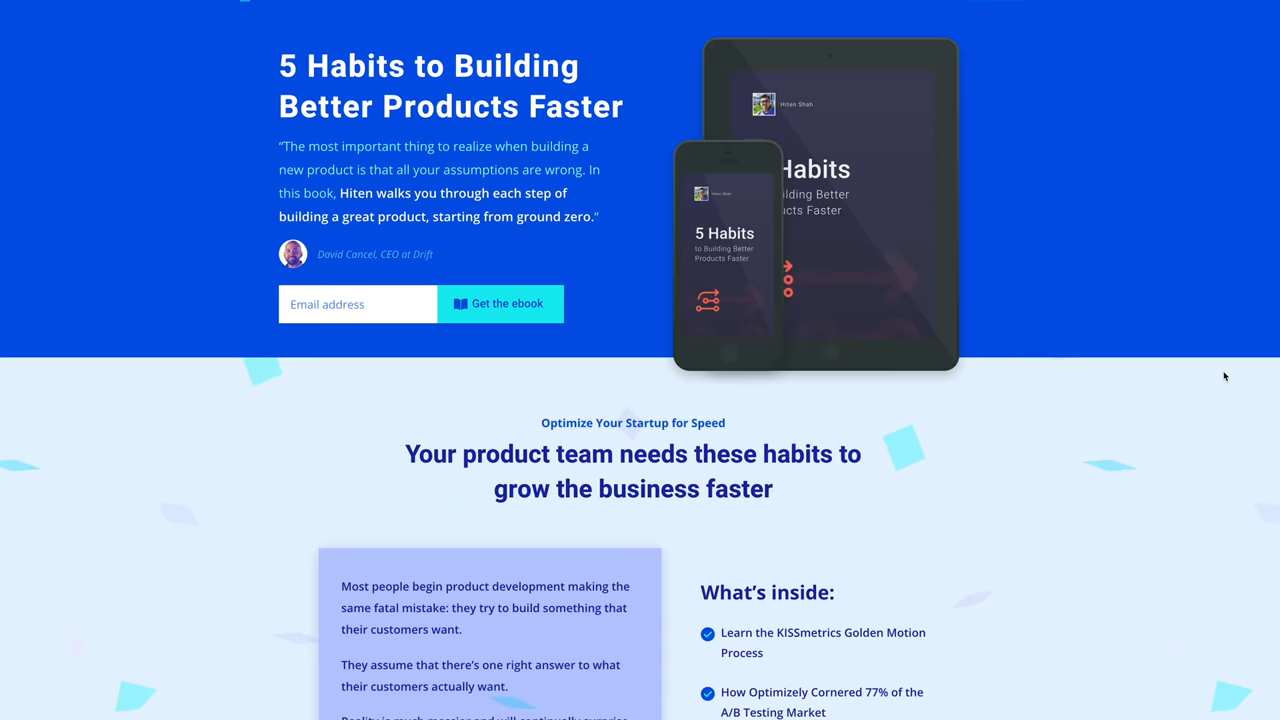 5 Habits to Building
Better Products Faster
“The most important thing to realize when building a
new product is that all your assumptions are wrong. In
this book, Hiten walks you through each step of
building a great product, starting from ground zero.“
David Cancel, CEO at Drift
Email address
Get the ebook
Hiten Shah
Habits
ilding Better
ucts Faster
Hiten Shah
5 Habits
to Building Better
Products Faster
Optimize Your Startup for Speed
Your product team needs these habits to
grow the business faster
Most people begin product development making the
same fatal mistake: they try to build something that
their customers want.
They assume that there’s one right answer to what
their customers actually want.
What’s inside:
Learn the KISSmetrics Golden Motion
Process
How Optimizely Cornered 77% of the
A/B Testing Market